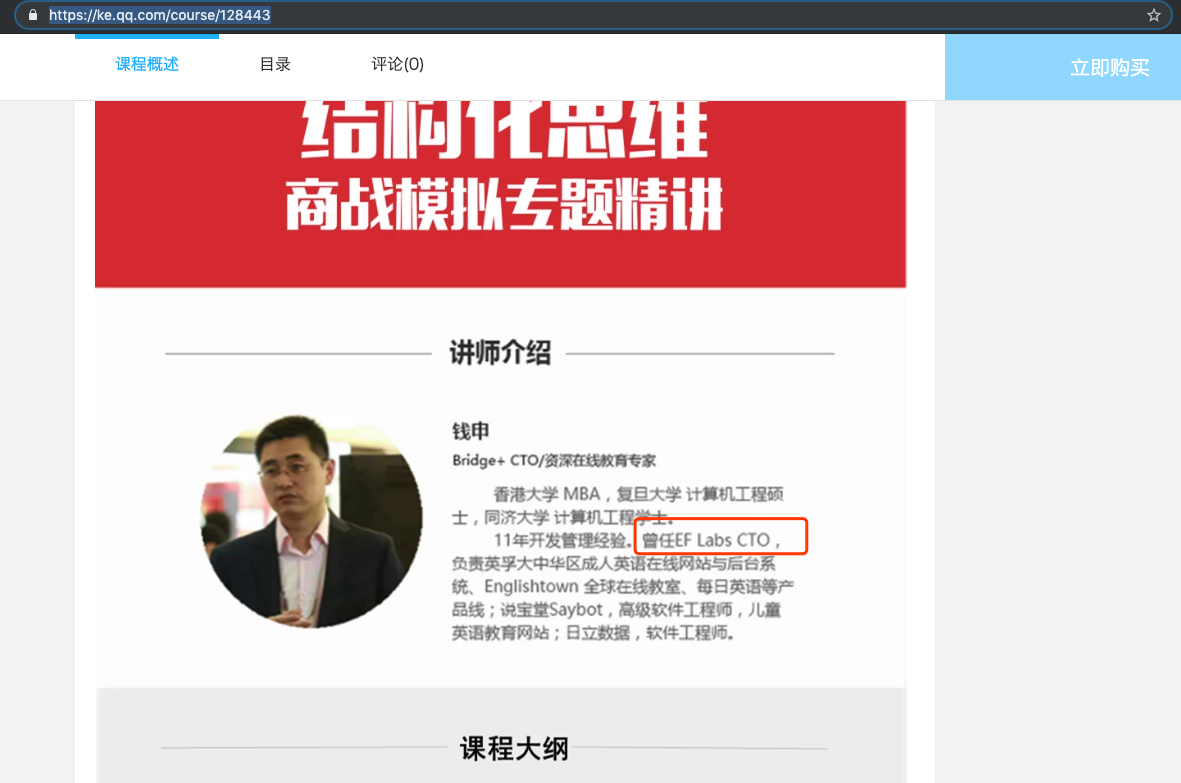 https://ke.qq.com/course/128443
课程概述
目录
评论(0)
立即购买
结构化思维
商战模拟专题精讲
讲师介绍
钱申
Bridge+ CTO/资深在线教育专家
香港大学 MBA，复旦大学 计算机工程硕
士，同济大学 计算机工程学士。
11年开发管理经验。曾任EF Labs CTO，
负责英孚大中华区成人英语在线网站与后台系
统、Englishtown 全球在线教室、每日英语等产
品线；说宝堂Saybot，高级软件工程师，儿童
英语教育网站；日立数据，软件工程师。
课程大纲